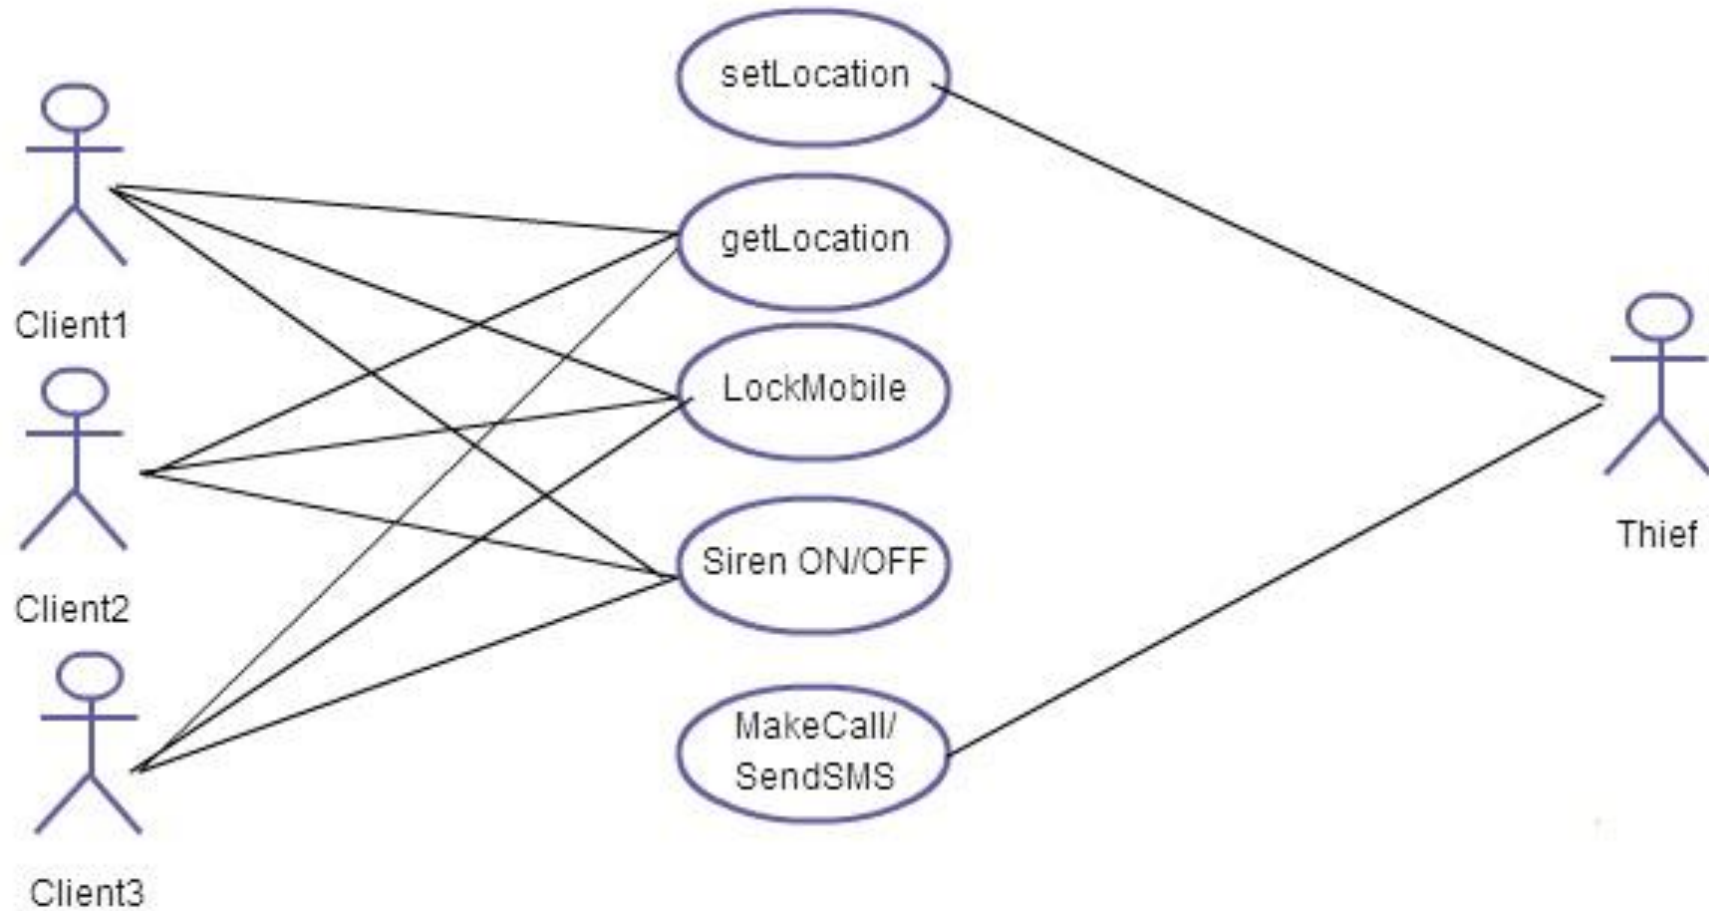 setLocation
getLocation
Client1
LockMobile
Siren ON/OFF
Thief
Client2
MakeCall/
SendSMS
Client3